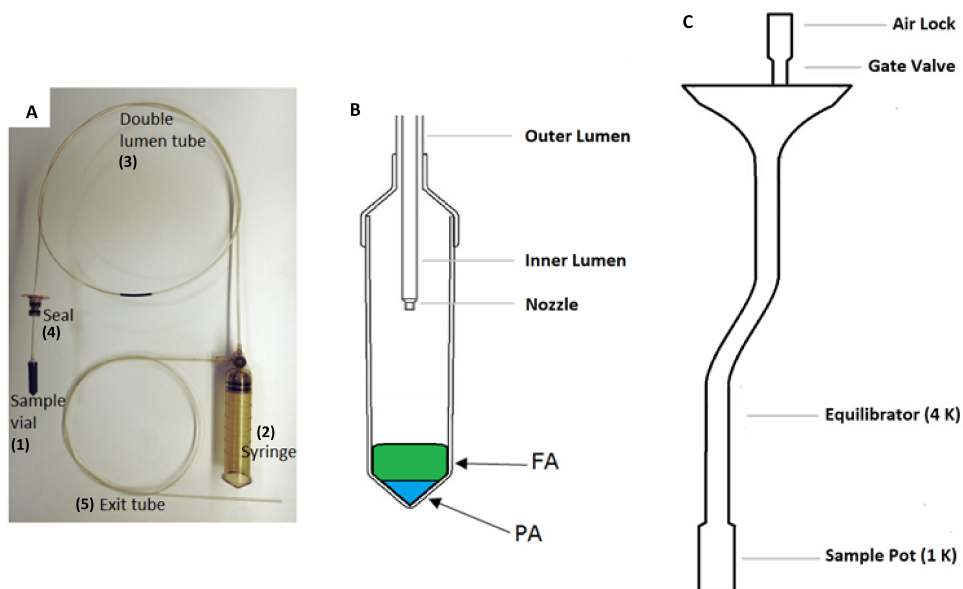 A
Double
lumen tube
(3)
Seal
(4)
Sample
vial
(1)
(2)
Syringe
(5) Exit tube
B
Outer Lumen
Inner Lumen
Nozzle
FA
PA
C
Air Lock
Gate Valve
Equilibrator (4 K)
Sample Pot (1 K)